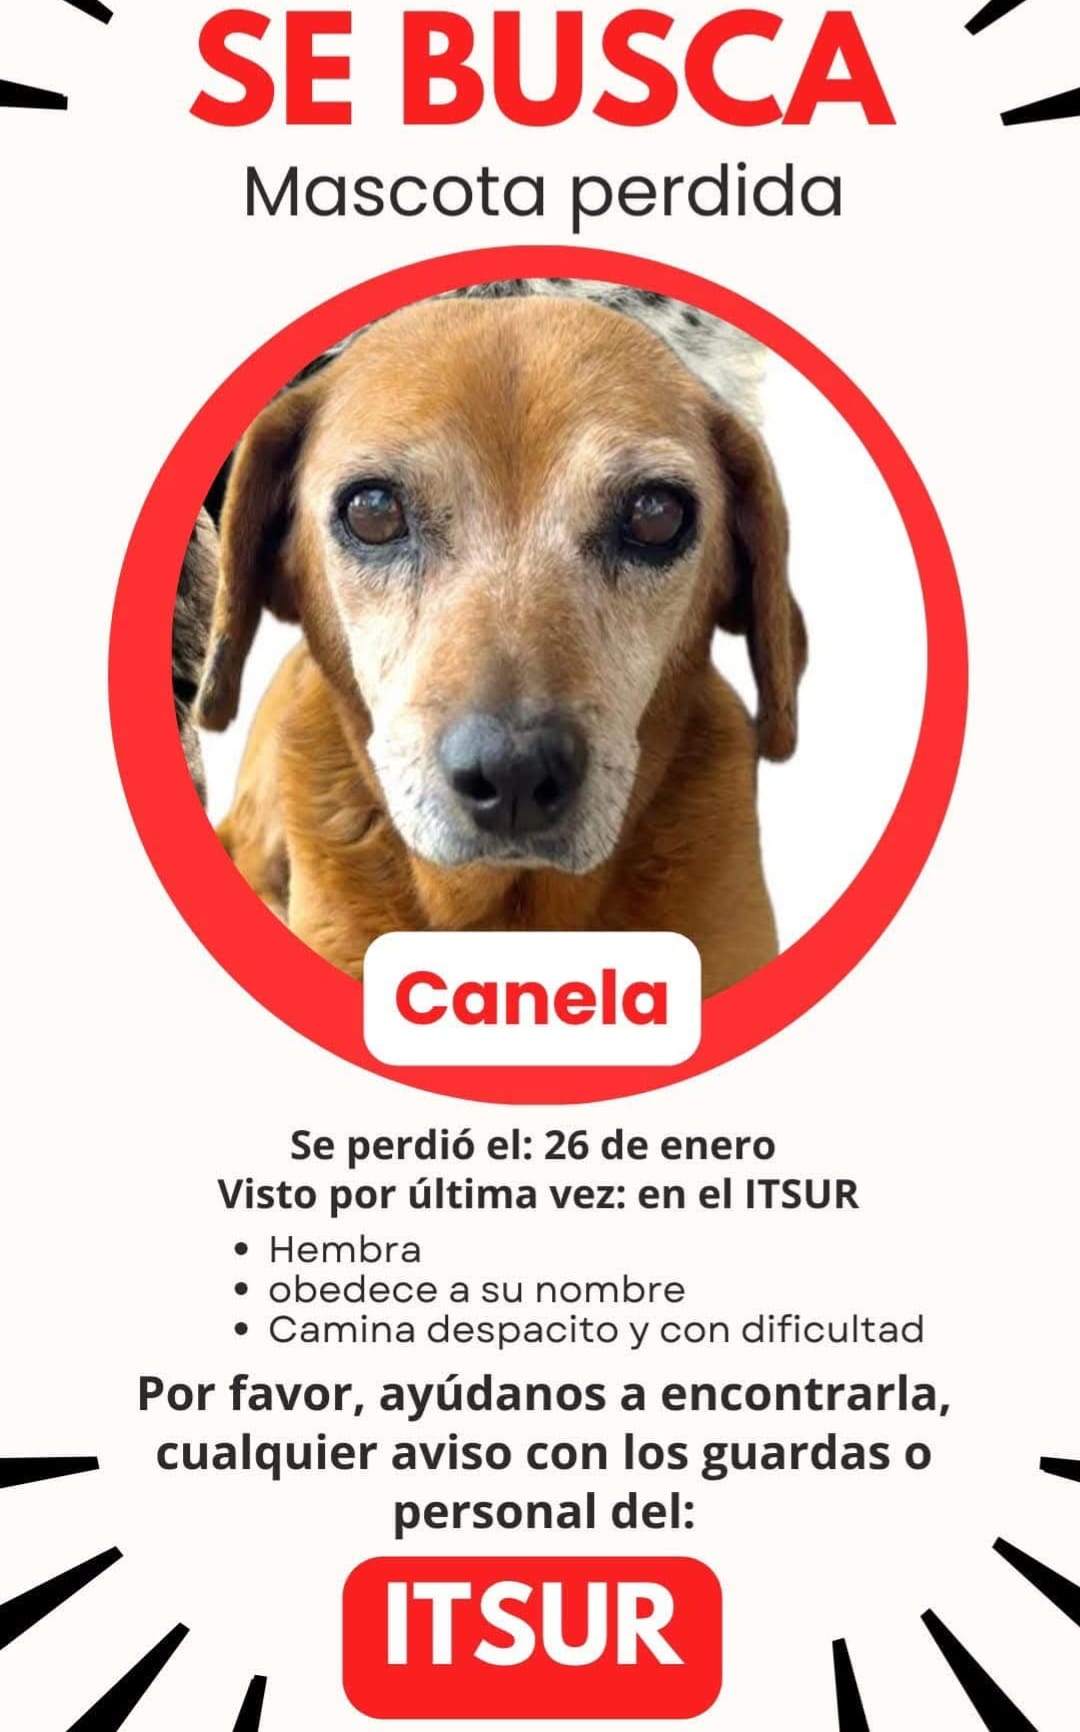 SE BUSCA
Mascota perdida
Canela
Se perdió el: 26 de enero
Visto por última vez: en el ITSUR
• Hembra
• obedece a su nombre
• Camina despacito y con dificultad
Por favor, ayúdanos a encontrarla,
cualquier aviso con los guardas o
personal del:
ITSUR